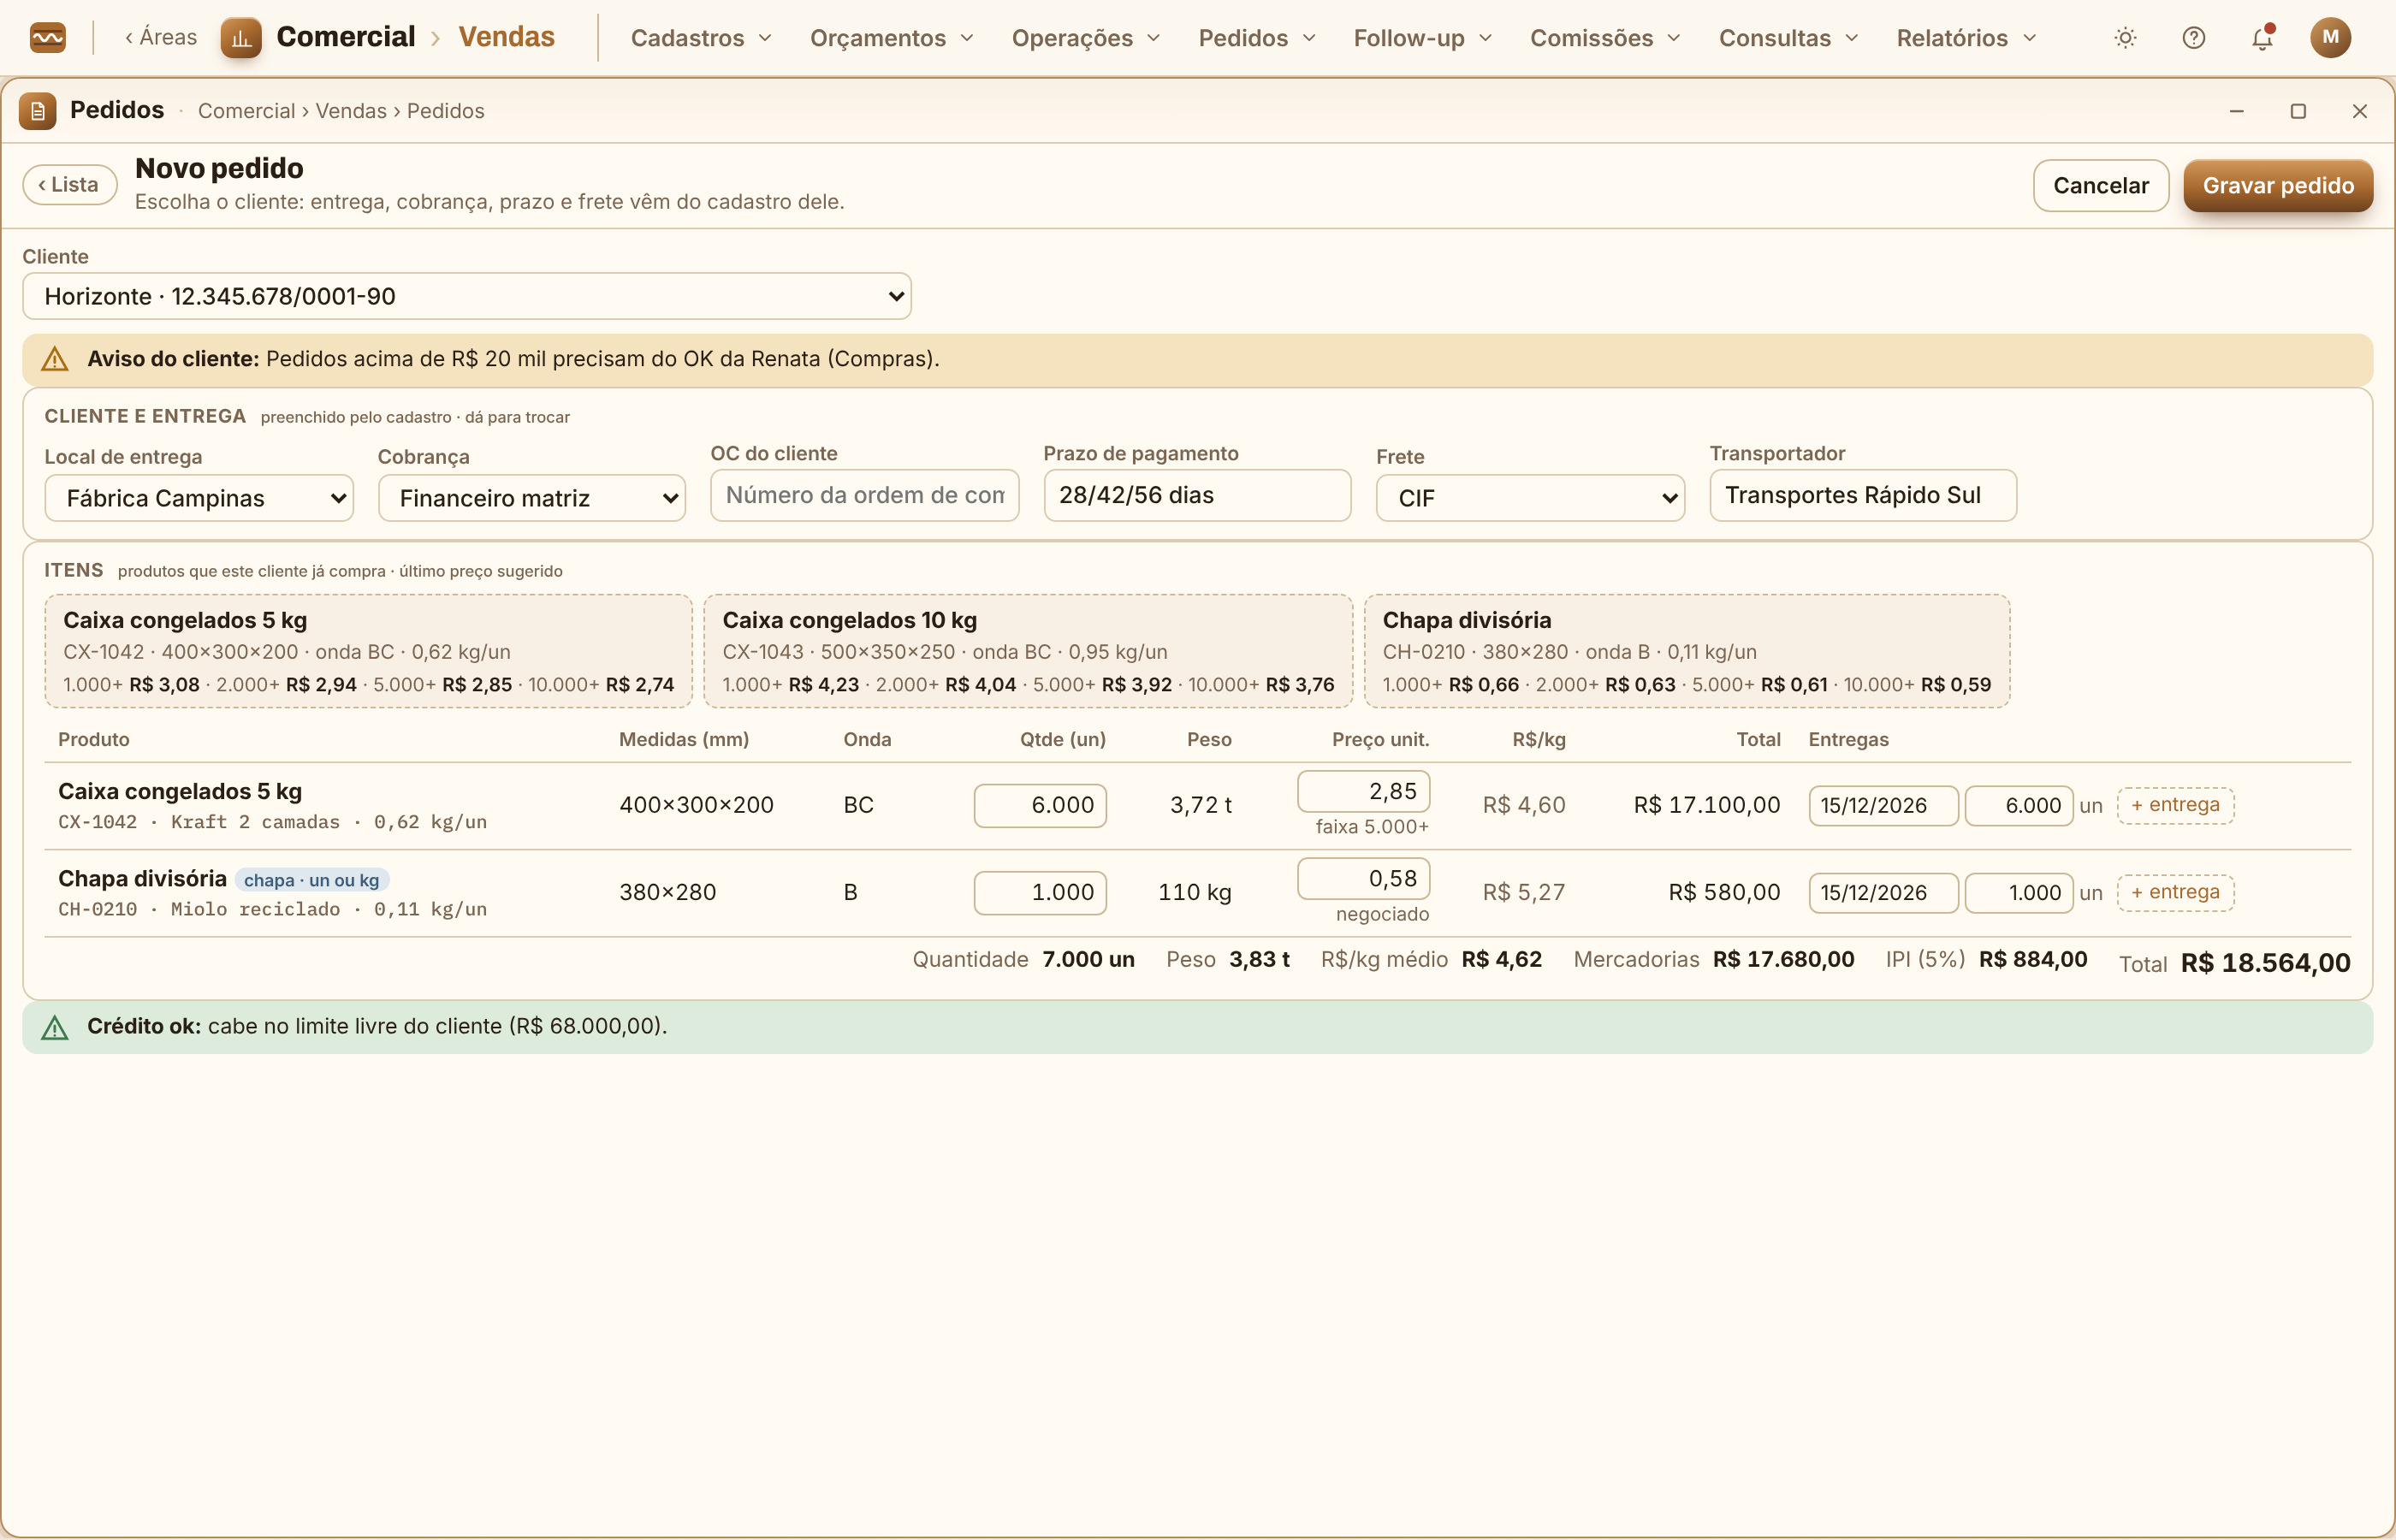 ‹ Áreas Comercial › Vendas Cadastros Orçamentos Operações Pedidos Follow-up Comissões Consultas Relatórios M
Pedidos · Comercial › Vendas › Pedidos
‹ Lista
Novo pedido
Escolha o cliente: entrega, cobrança, prazo e frete vêm do cadastro dele.
Cancelar Gravar pedido
Cliente
Horizonte · 12.345.678/0001-90
Aviso do cliente: Pedidos acima de R$ 20 mil precisam do OK da Renata (Compras).
CLIENTE E ENTREGA preenchido pelo cadastro · dá para trocar
Local de entrega Cobrança OC do cliente Prazo de pagamento Frete Transportador
Fábrica Campinas Financeiro matriz Número da ordem de com 28/42/56 dias CIF Transportes Rápido Sul
ITENS produtos que este cliente já compra · último preço sugerido
Caixa congelados 5 kg
CX-1042 · 400×300×200 · onda BC · 0,62 kg/un
1.000+ R$ 3,08 · 2.000+ R$ 2,94 · 5.000+ R$ 2,85 · 10.000+ R$ 2,74
Caixa congelados 10 kg
CX-1043 · 500×350×250 · onda BC · 0,95 kg/un
1.000+ R$ 4,23 · 2.000+ R$ 4,04 · 5.000+ R$ 3,92 · 10.000+ R$ 3,76
Chapa divisória
CH-0210 · 380×280 · onda B · 0,11 kg/un
1.000+ R$ 0,66 · 2.000+ R$ 0,63 · 5.000+ R$ 0,61 · 10.000+ R$ 0,59
Produto Medidas (mm) Onda Qtde (un) Peso Preço unit. R$/kg Total Entregas
Caixa congelados 5 kg
CX-1042 · Kraft 2 camadas · 0,62 kg/un
400×300×200 BC 6.000 3,72 t 2,85 R$ 4,60 R$ 17.100,00 15/12/2026 6.000 un + entrega
faixa 5.000+
Chapa divisória chapa · un ou kg
CH-0210 · Miolo reciclado · 0,11 kg/un
380×280 B 1.000 110 kg 0,58 R$ 5,27 R$ 580,00 15/12/2026 1.000 un + entrega
negociado
Quantidade 7.000 un Peso 3,83 t R$/kg médio R$ 4,62 Mercadorias R$ 17.680,00 IPI (5%) R$ 884,00 Total R$ 18.564,00
Crédito ok: cabe no limite livre do cliente (R$ 68.000,00).